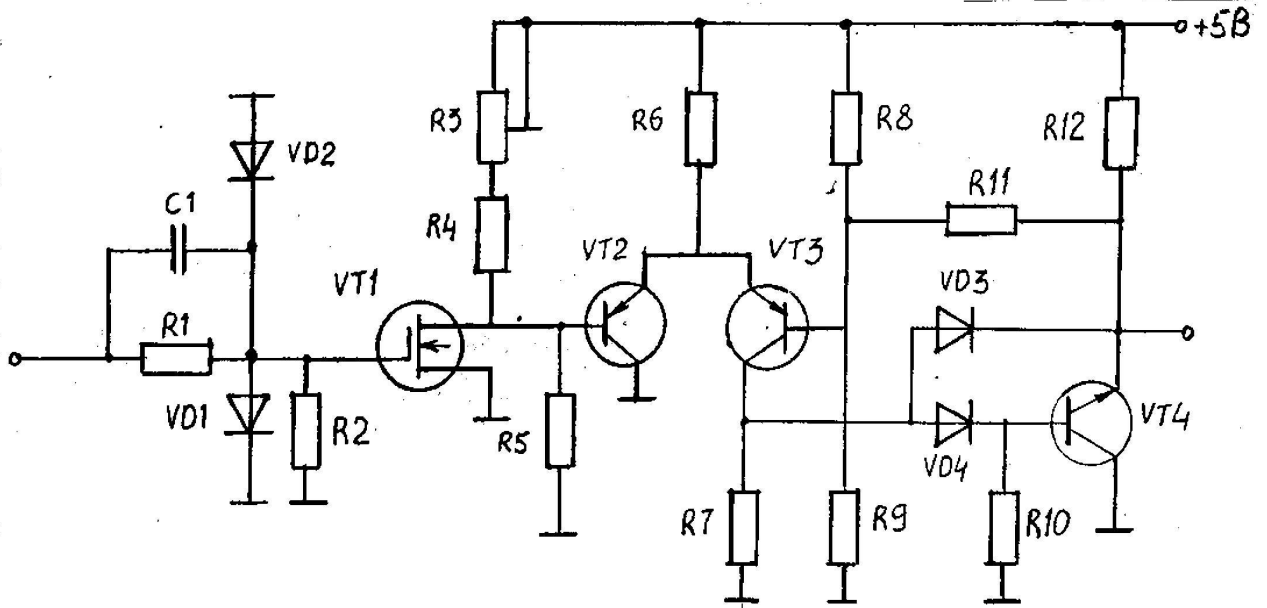 +5В
R3
R6
R8
R12
VD2
C1
R4
R11
VT1
VT2
VT3
VD3
R1
VD1
R2
R5
VD4
VT4
R7
R9
R10